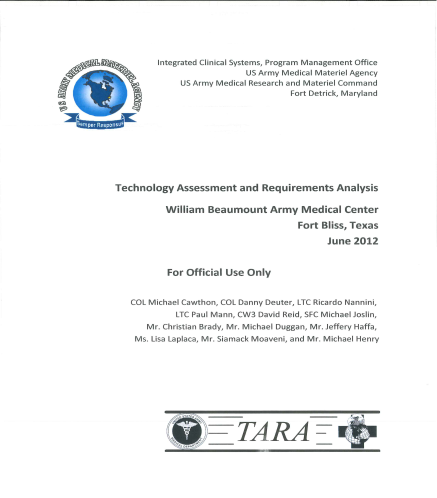 Integrated Clinical Systems, Program Management Office
US Army Medical Materiel Agency
US Army Medical Research and Materiel Command
Fort Detrick, Maryland
US ARMY MEDICAL MATERIEL AGENCY
Semper Responsum
Technology Assessment and Requirements Analysis
William Beaumount Army Medical Center
Fort Bliss, Texas
June 2012
For Official Use Only
COL Michael Cawthon, COL Danny Deuter, LTC Ricardo Nannini,
LTC Paul Mann, CW3 David Reid, SFC Michael Joslin,
Mr. Christian Brady, Mr. Michael Duggan, Mr. Jeffery Haffa,
Ms. Lisa Laplaca, Mr. Siamack Moaveni, and Mr. Michael Henry
TARA